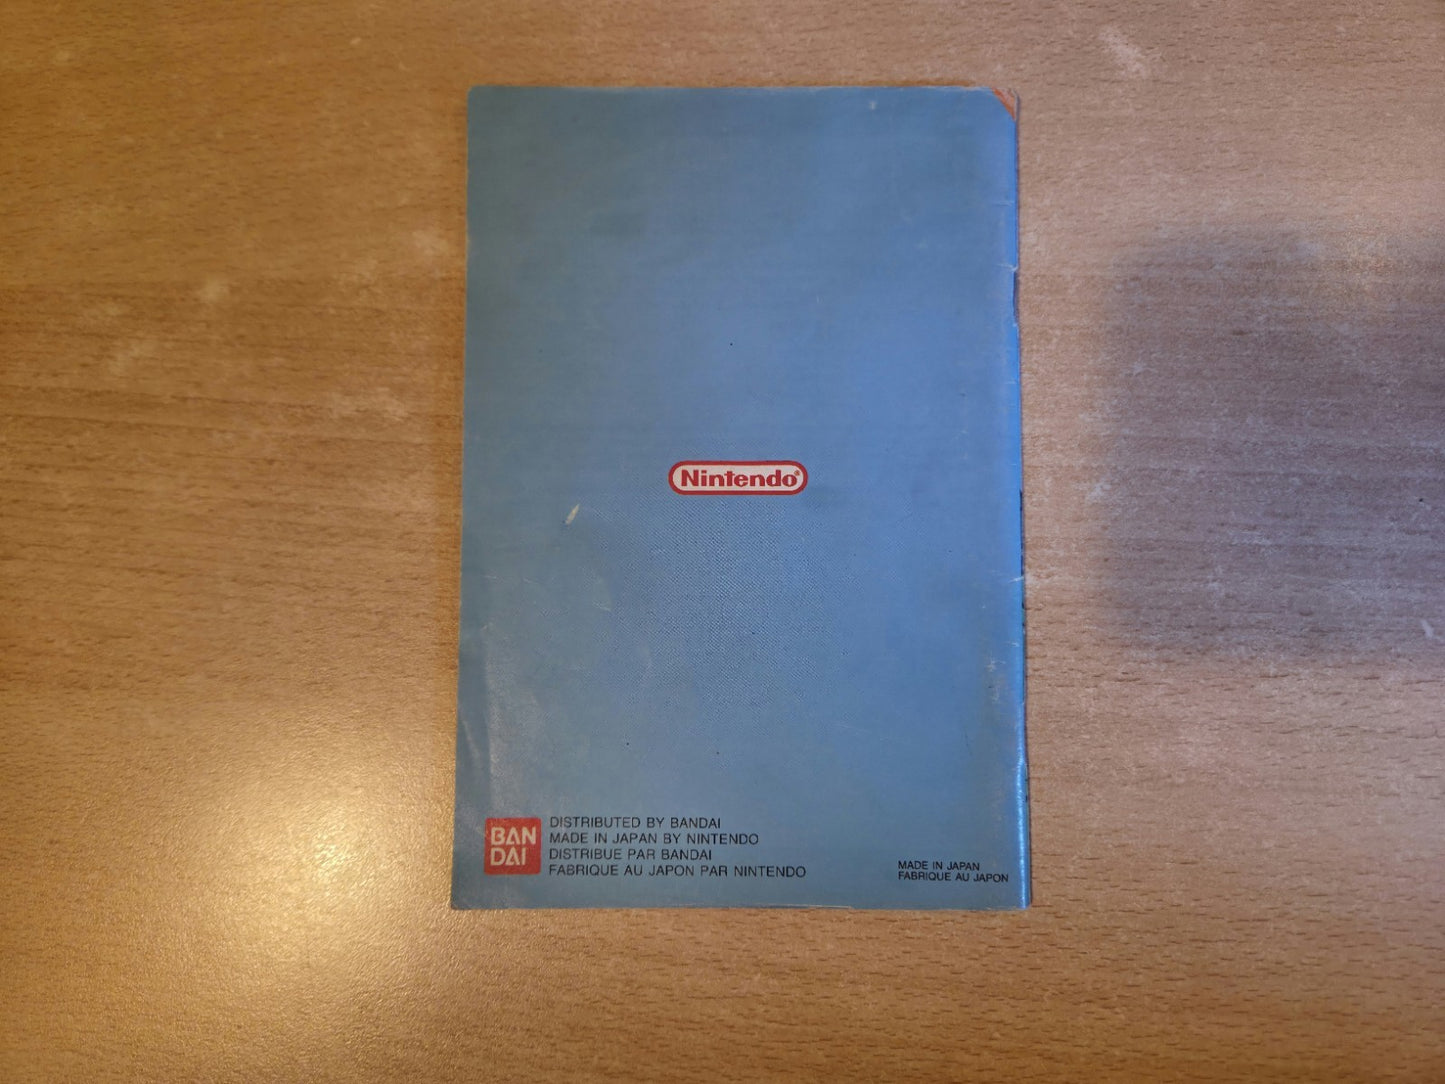 Nintendo®
BAN
DAI
DISTRIBUTED BY BANDAI
MADE IN JAPAN BY NINTENDO
DISTRIBUE PAR BANDAI
FABRIQUE AU JAPON PAR NINTENDO
MADE IN JAPAN
FABRIQUE AU JAPON